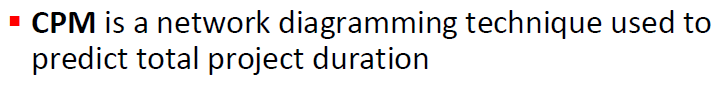 ▪ CPM is a network diagramming technique used to
predict total project duration